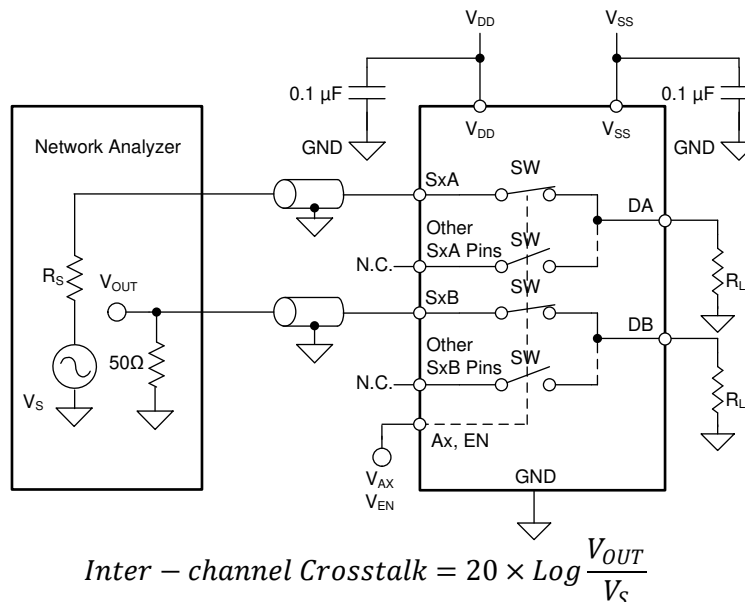 VDD
VSS
0.1 µF
0.1 µF
VDD
VSS
GND
GND
Network Analyzer
SxA
SW
DA
Other
SxA Pins
SW
N.C.
RS
VOUT
RL
SxB
SW
DB
50Ω
Other
SxB Pins
SW
N.C.
VS
RL
Ax, EN
VAX
VEN
GND
Inter − channel Crosstalk = 20 × Log VOUT / VS